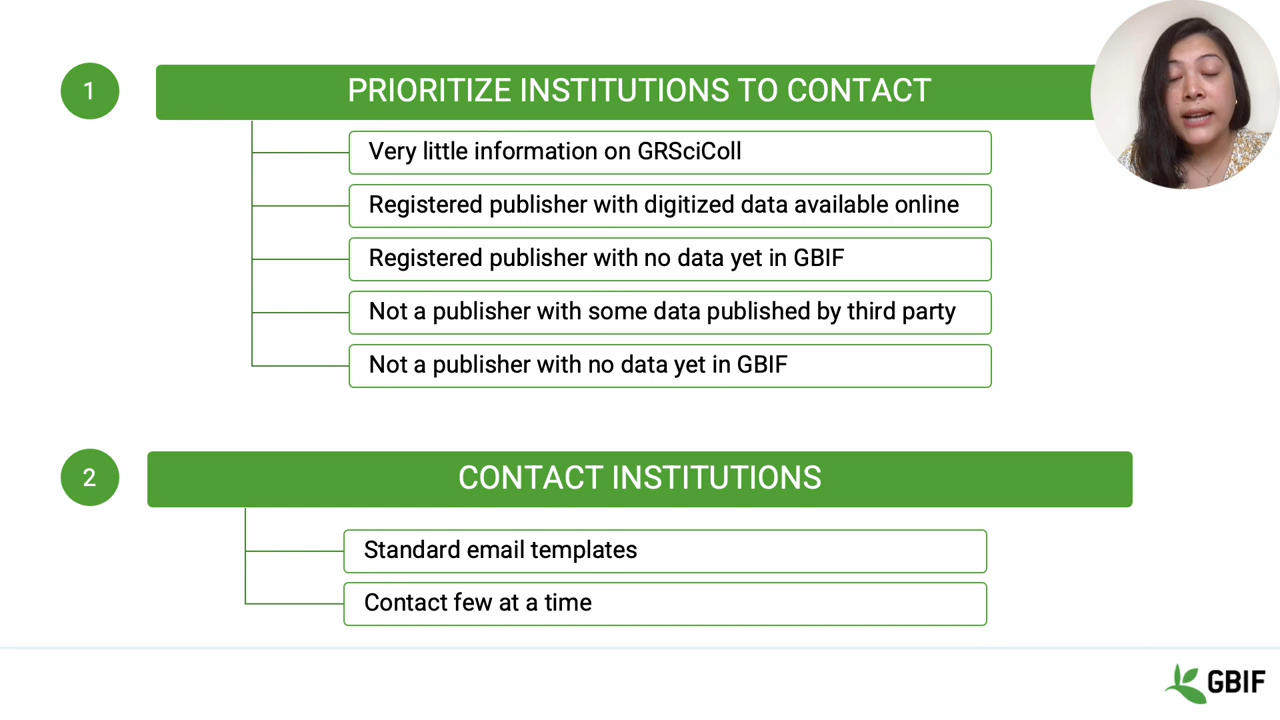 1
PRIORITIZE INSTITUTIONS TO CONTACT
Very little information on GRSciColl
Registered publisher with digitized data available online
Registered publisher with no data yet in GBIF
Not a publisher with some data published by third party
Not a publisher with no data yet in GBIF
2
CONTACT INSTITUTIONS
Standard email templates
Contact few at a time
GBIF